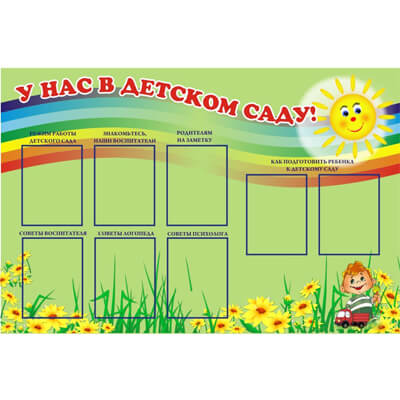 У НАС В ДЕТСКОМ САДУ!
РЕЖИМ РАБОТЫ
ДЕТСКОГО САДА
ЗНАКОМЬТЕСЬ,
НАШИ ВОСПИТАТЕЛИ
РОДИТЕЛЯМ
НА ЗАМЕТКУ
КАК ПОДГОТОВИТЬ РЕБЕНКА
К ДЕТСКОМУ САДУ
СОВЕТЫ ВОСПИТАТЕЛЯ
СОВЕТЫ ЛОГОПЕДА
СОВЕТЫ ПСИХОЛОГА